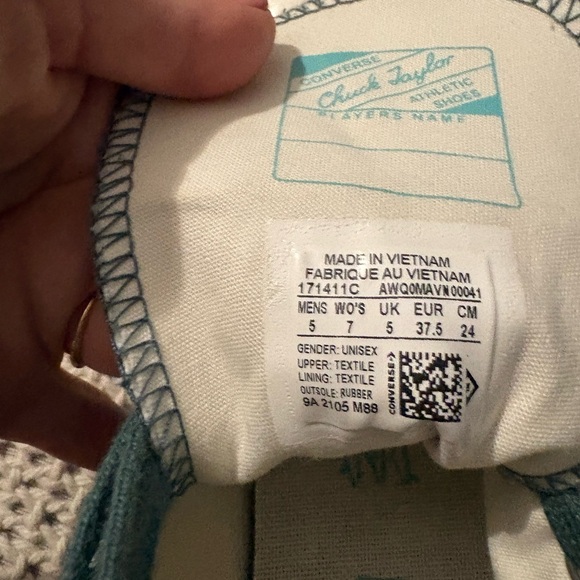 CONVERSE
Chuck Taylor
ATHLETIC
SHOES
PLAYERS NAME
MADE IN VIETNAM
FABRIQUE AU VIETNAM
171411C AWQ0MAVN00041
MENS WO'S UK EUR CM
5 7 5 37.5 24
GENDER: UNISEX
UPPER: TEXTILE
LINING: TEXTILE
OUTSOLE: RUBBER
9A 2105 M88
CONVERSE